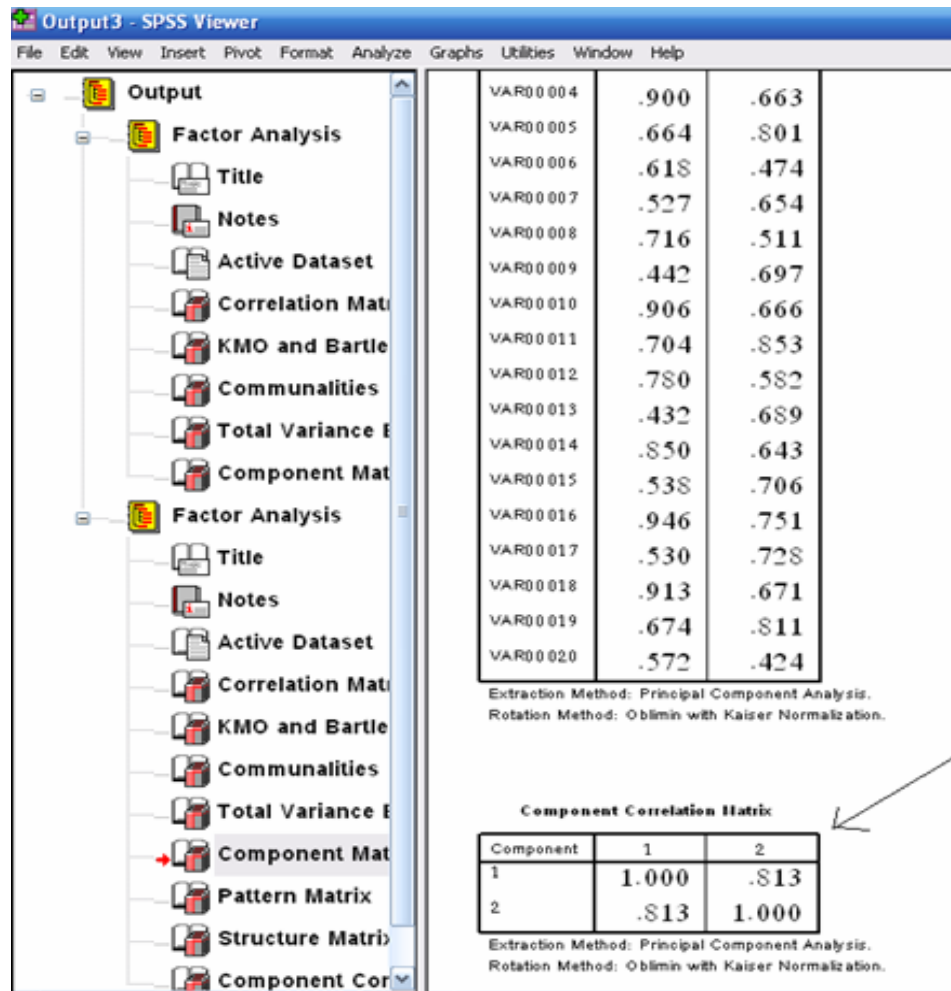 Output3 - SPSS Viewer
File Edit View Insert Pivot Format Analyze Graphs Utilities Window Help
Output
Factor Analysis
Title
Notes
Active Dataset
Correlation Mat
KMO and Bartle
Communalities
Total Variance E
Component Mat
Factor Analysis
Title
Notes
Active Dataset
Correlation Mat
KMO and Bartle
Communalities
Total Variance E
Component Mat
Pattern Matrix
Structure Matrix
Component Cor
VAR00004 .900 .663
VAR00005 .664 .801
VAR00006 .618 .474
VAR00007 .527 .654
VAR00008 .716 .511
VAR00009 .442 .697
VAR00010 .906 .666
VAR00011 .704 .853
VAR00012 .780 .582
VAR00013 .432 .689
VAR00014 .850 .643
VAR00015 .538 .706
VAR00016 .946 .751
VAR00017 .530 .728
VAR00018 .913 .671
VAR00019 .674 .811
VAR00020 .572 .424
Extraction Method: Principal Component Analysis.
Rotation Method: Oblimin with Kaiser Normalization.
Component Correlation Matrix
Component 1 2
1 1.000 .813
2 .813 1.000
Extraction Method: Principal Component Analysis.
Rotation Method: Oblimin with Kaiser Normalization.